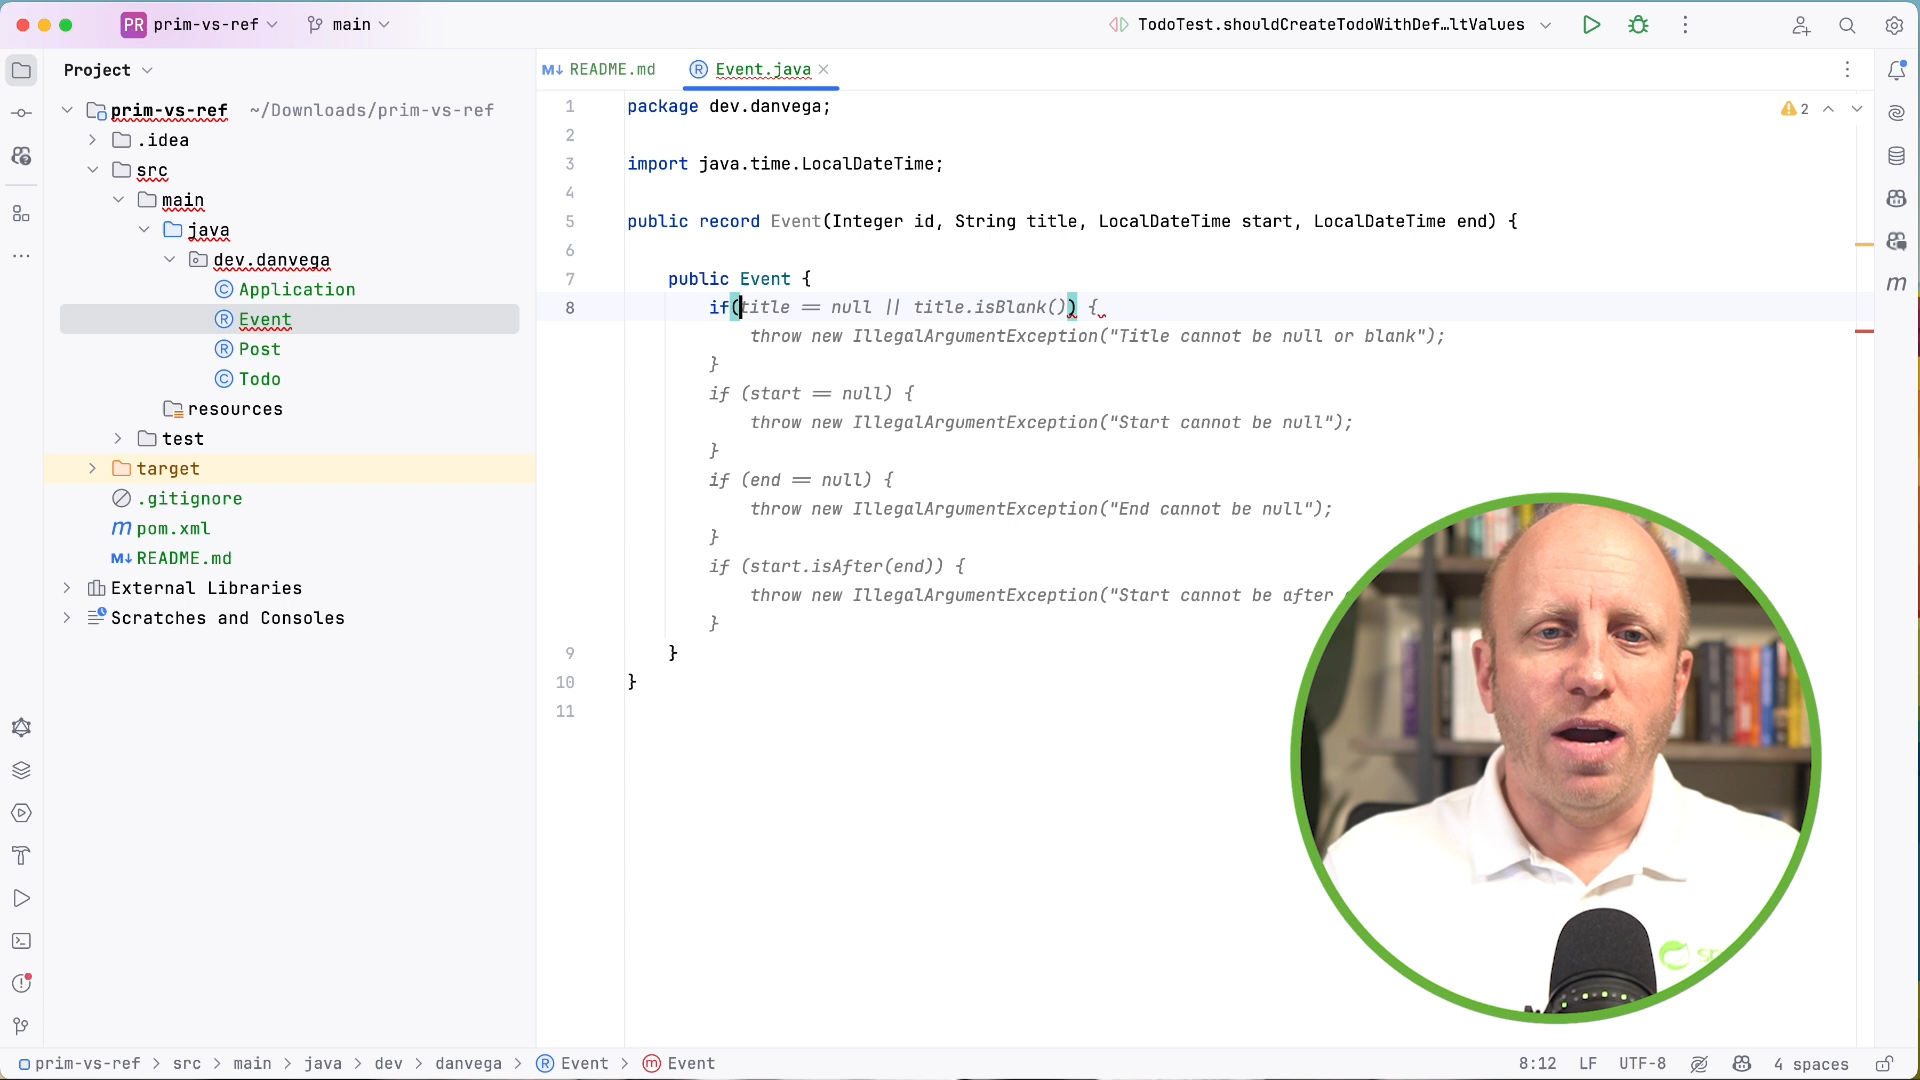 PR prim-vs-ref main TodoTest.shouldCreateTodoWithDef…ltValues
Project
README.md Event.java
prim-vs-ref ~/Downloads/prim-vs-ref
.idea
src
main
java
dev.danvega
Application
Event
Post
Todo
resources
test
target
.gitignore
pom.xml
README.md
External Libraries
Scratches and Consoles
2
1 package dev.danvega;
2
3 import java.time.LocalDateTime;
4
5 public record Event(Integer id, String title, LocalDateTime start, LocalDateTime end) {
6
7 public Event {
8 if(title == null || title.isBlank()) {
throw new IllegalArgumentException("Title cannot be null or blank");
}
if (start == null) {
throw new IllegalArgumentException("Start cannot be null");
}
if (end == null) {
throw new IllegalArgumentException("End cannot be null");
}
if (start.isAfter(end)) {
throw new IllegalArgumentException("Start cannot be after
}
9 }
10 }
11
prim-vs-ref > src > main > java > dev > danvega > Event > Event
8:12 LF UTF-8 4 spaces